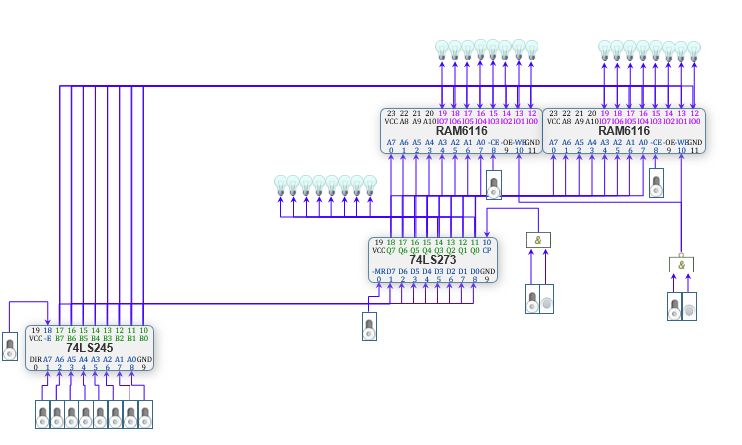 23 22 21 20 19 18 17 16 15 14 13 12
VCC A8 A9 A10 IO7 IO6 IO5 IO4 IO3 IO2 IO1 IO0
RAM6116
A7 A6 A5 A4 A3 A2 A1 A0 -CE -OE -WE GND
0 1 2 3 4 5 6 7 8 9 10 11
23 22 21 20 19 18 17 16 15 14 13 12
VCC A8 A9 A10 IO7 IO6 IO5 IO4 IO3 IO2 IO1 IO0
RAM6116
A7 A6 A5 A4 A3 A2 A1 A0 -CE -OE -WE GND
0 1 2 3 4 5 6 7 8 9 10 11
19 18 17 16 15 14 13 12 11 10
VCC Q7 Q6 Q5 Q4 Q3 Q2 Q1 Q0 CP
74LS273
-MR D7 D6 D5 D4 D3 D2 D1 D0 GND
0 1 2 3 4 5 6 7 8 9
&
&
19 18 17 16 15 14 13 12 11 10
VCC -E B7 B6 B5 B4 B3 B2 B1 B0
74LS245
DIR A7 A6 A5 A4 A3 A2 A1 A0 GND
0 1 2 3 4 5 6 7 8 9